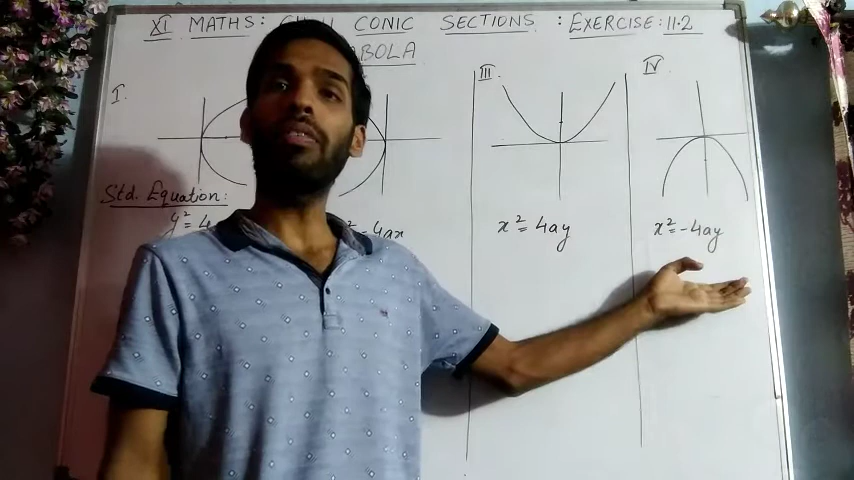 XI MATHS: CONIC SECTIONS : EXERCISE: 11.2
I. III. IV.
Std. Equation:
x² = 4ay x² = -4ay